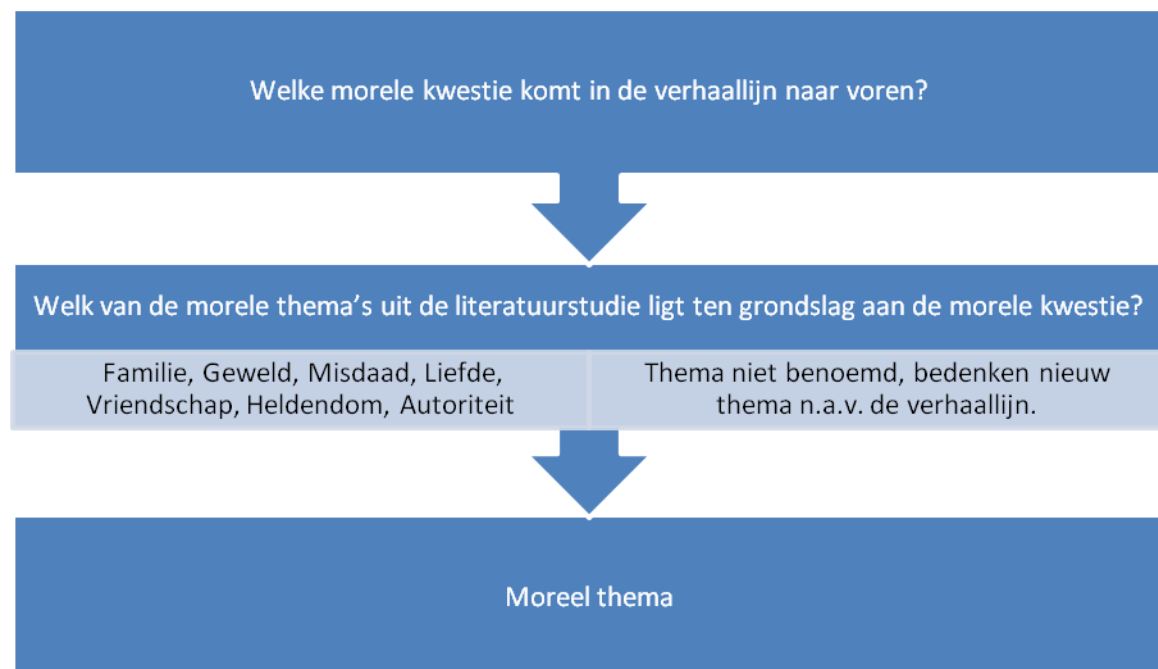 Welke morele kwestie komt in de verhaallijn naar voren?
Welk van de morele thema's uit de literatuurstudie ligt ten grondslag aan de morele kwestie?
Familie, Geweld, Misdaad, Liefde,
Vriendschap, Heldendom, Autoriteit
Thema niet benoemd, bedenken nieuw
thema n.a.v. de verhaallijn.
Moreel thema